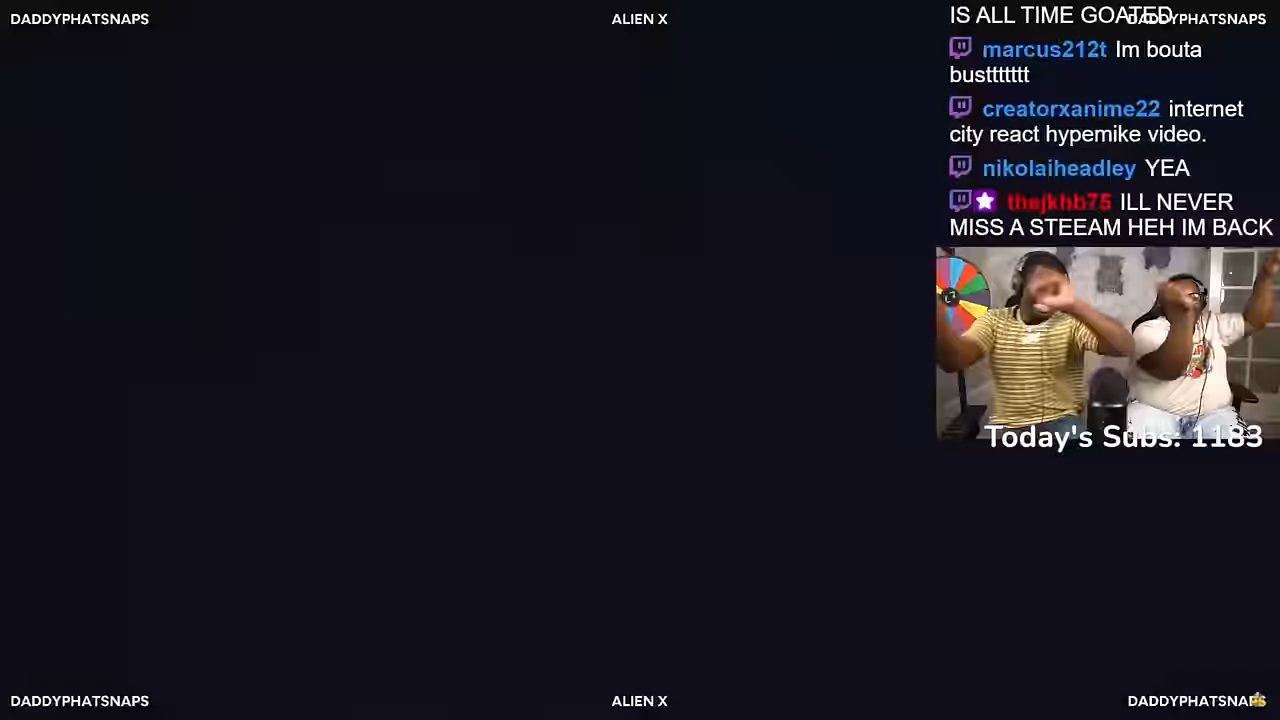 DADDYPHATSNAPS
ALIEN X
DADDYPHATSNAPS
IS ALL TIME GOATED
marcus212t Im bouta
busttttttt
creatorxanime22 internet
city react hypemike video.
nikolaiheadley YEA
thejkhb75 ILL NEVER
MISS A STEEAM HEH IM BACK
Today's Subs: 1183
DADDYPHATSNAPS
ALIEN X
DADDYPHATSNAPS